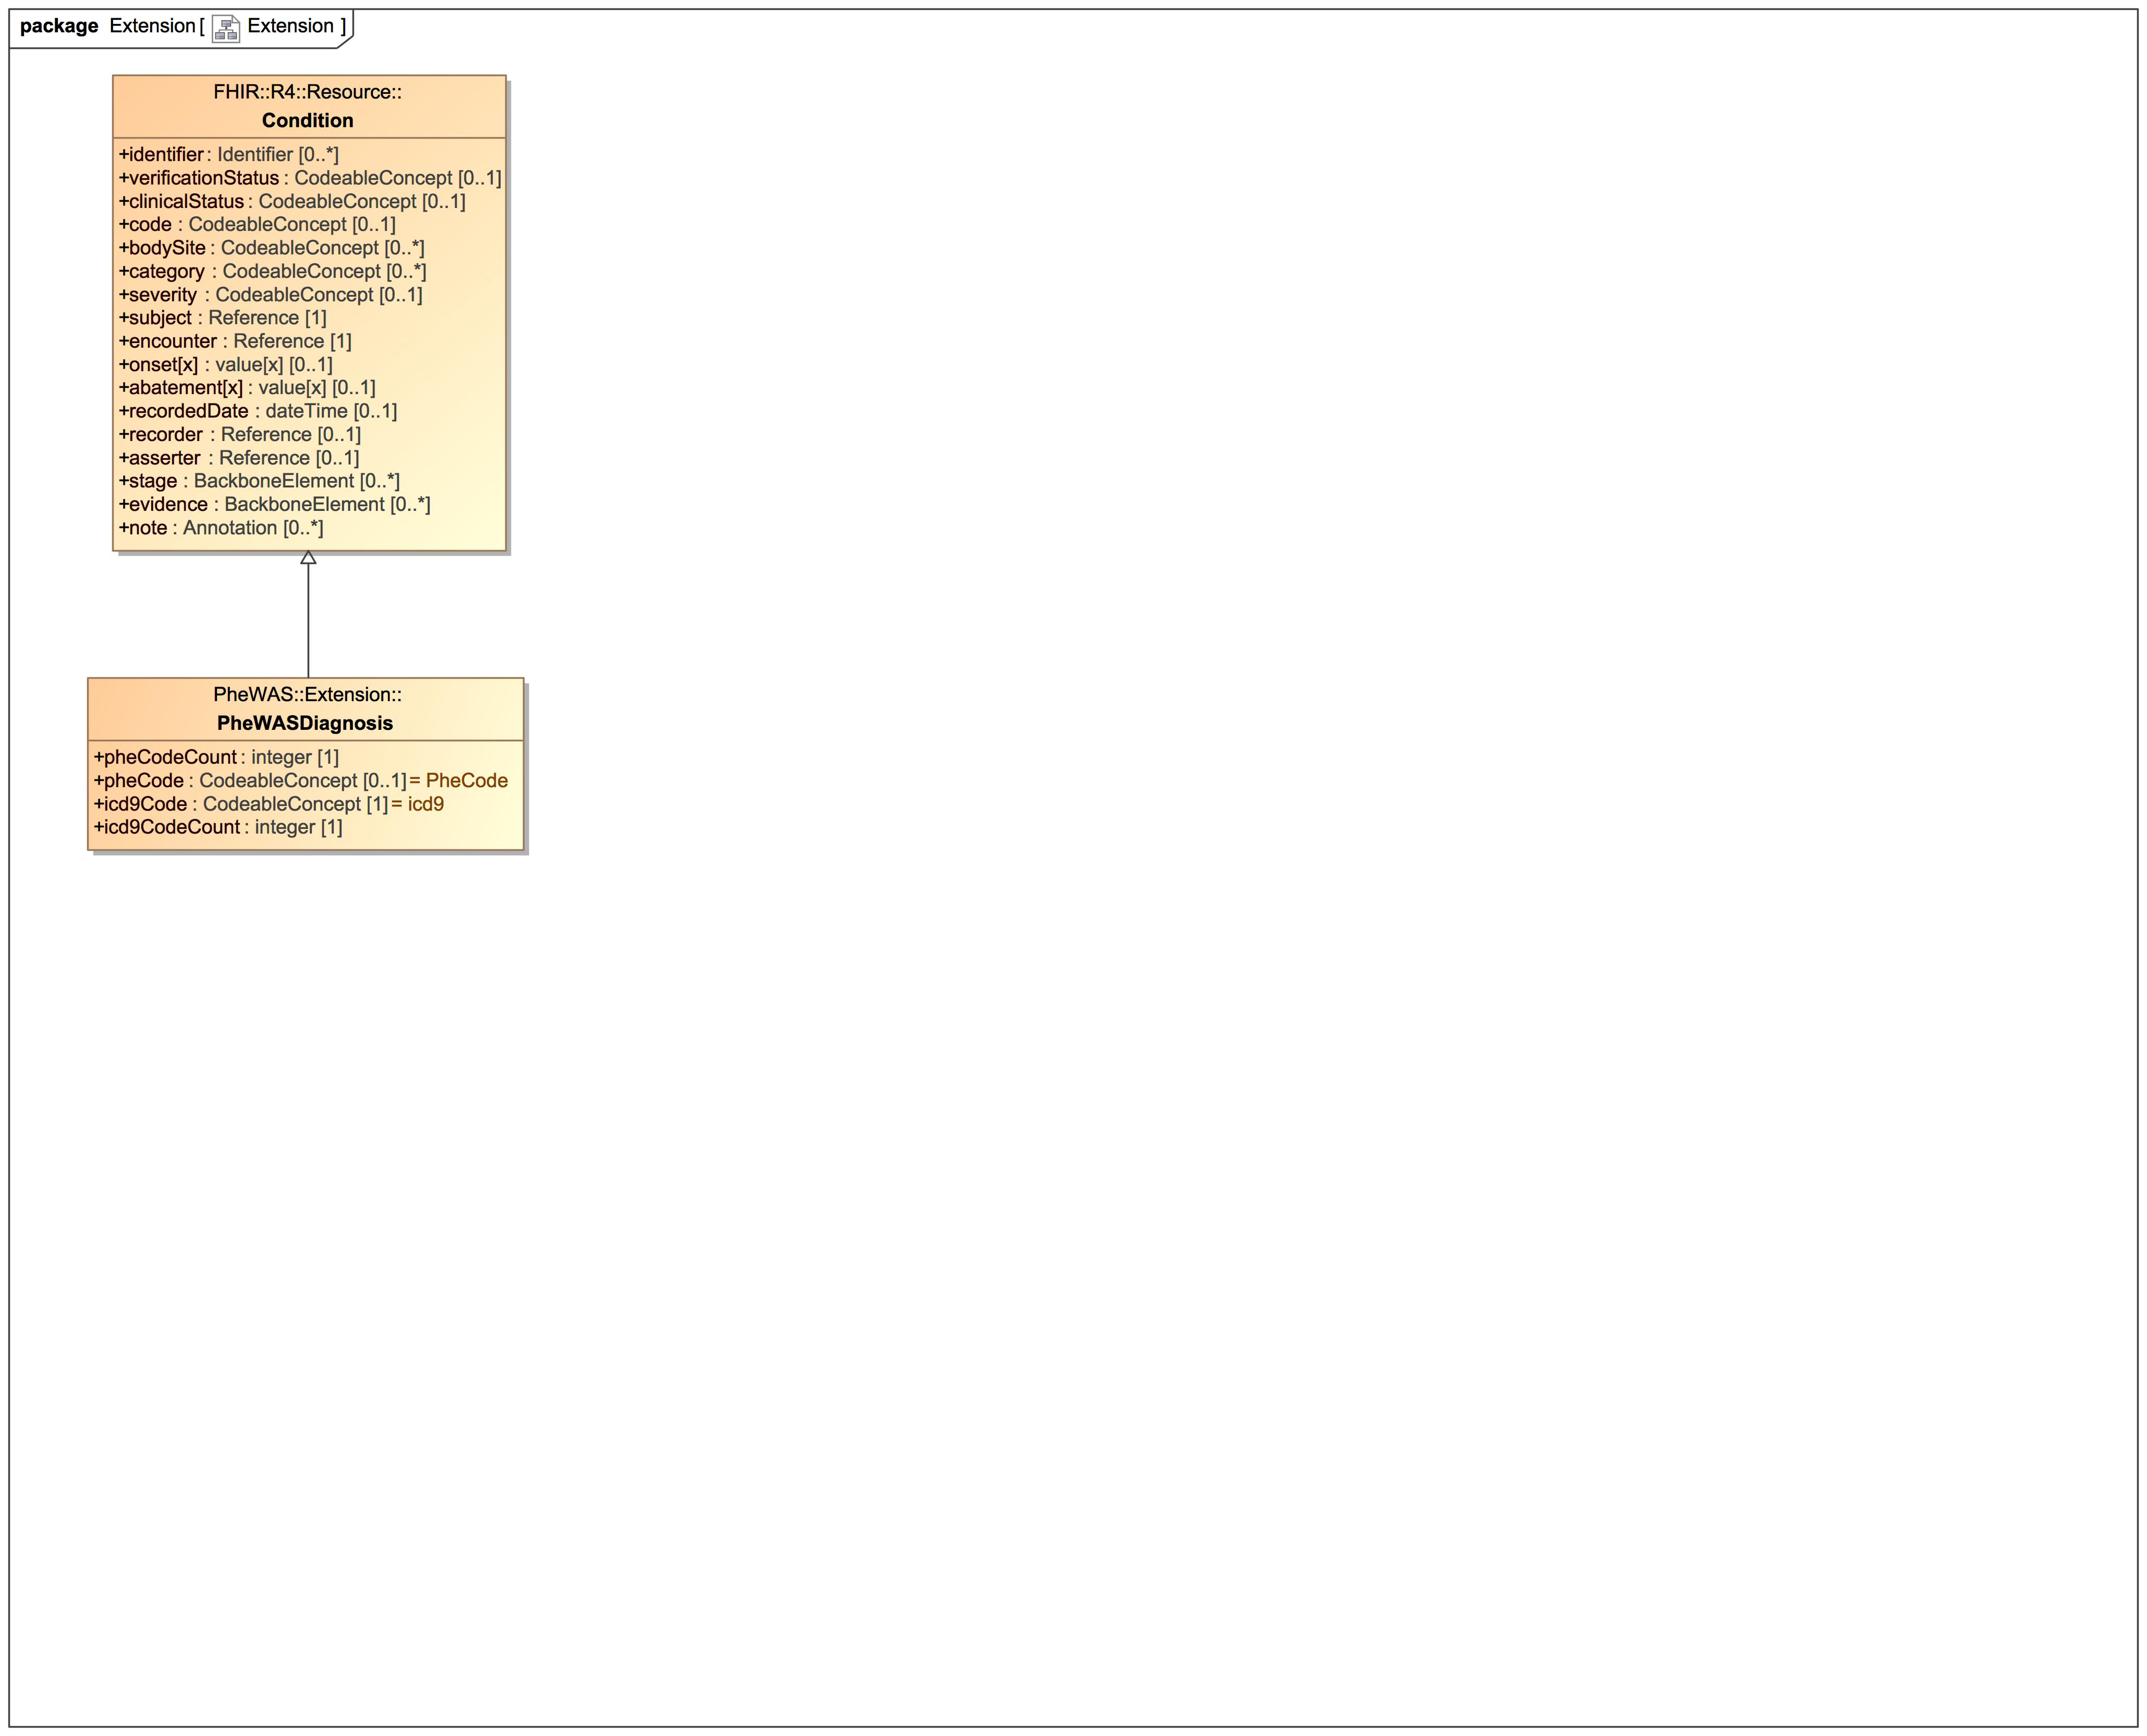 package Extension [ Extension ]
FHIR::R4::Resource::
Condition
+identifier : Identifier [0..*]
+verificationStatus : CodeableConcept [0..1]
+clinicalStatus : CodeableConcept [0..1]
+code : CodeableConcept [0..1]
+bodySite : CodeableConcept [0..*]
+category : CodeableConcept [0..*]
+severity : CodeableConcept [0..1]
+subject : Reference [1]
+encounter : Reference [1]
+onset[x] : value[x] [0..1]
+abatement[x] : value[x] [0..1]
+recordedDate : dateTime [0..1]
+recorder : Reference [0..1]
+asserter : Reference [0..1]
+stage : BackboneElement [0..*]
+evidence : BackboneElement [0..*]
+note : Annotation [0..*]
PheWAS::Extension::
PheWASDiagnosis
+pheCodeCount : integer [1]
+pheCode : CodeableConcept [0..1] = PheCode
+icd9Code : CodeableConcept [1] = icd9
+icd9CodeCount : integer [1]